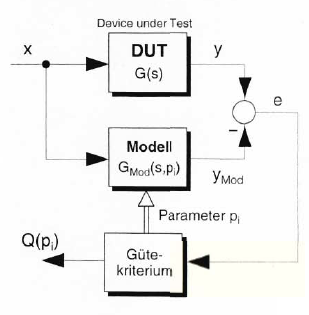 Device under Test
x
DUT
G(s)
y
e
–
Modell
G_Mod(s,p_i)
y_Mod
Parameter p_i
Q(p_i)
Güte-
kriterium